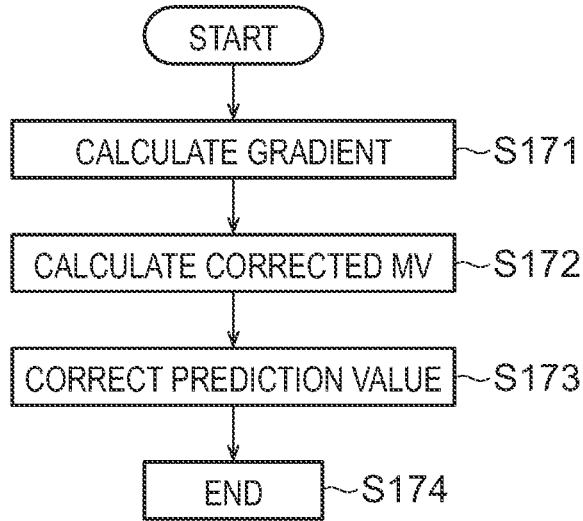 START
CALCULATE GRADIENT S171
CALCULATE CORRECTED MV S172
CORRECT PREDICTION VALUE S173
END S174